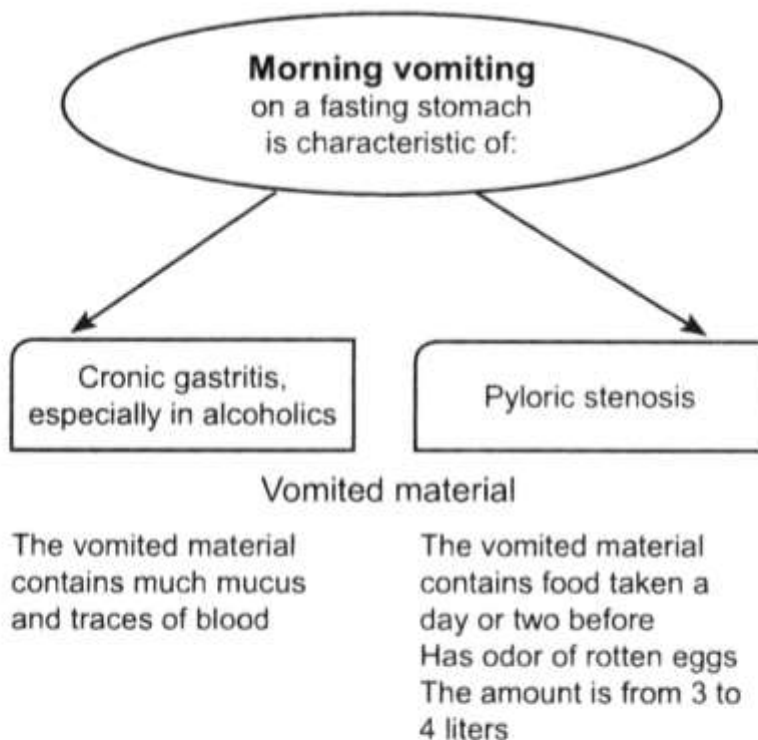 Morning vomiting
on a fasting stomach
is characteristic of:
Cronic gastritis,
especially in alcoholics
Pyloric stenosis
Vomited material
The vomited material
contains much mucus
and traces of blood
The vomited material
contains food taken a
day or two before
Has odor of rotten eggs
The amount is from 3 to
4 liters